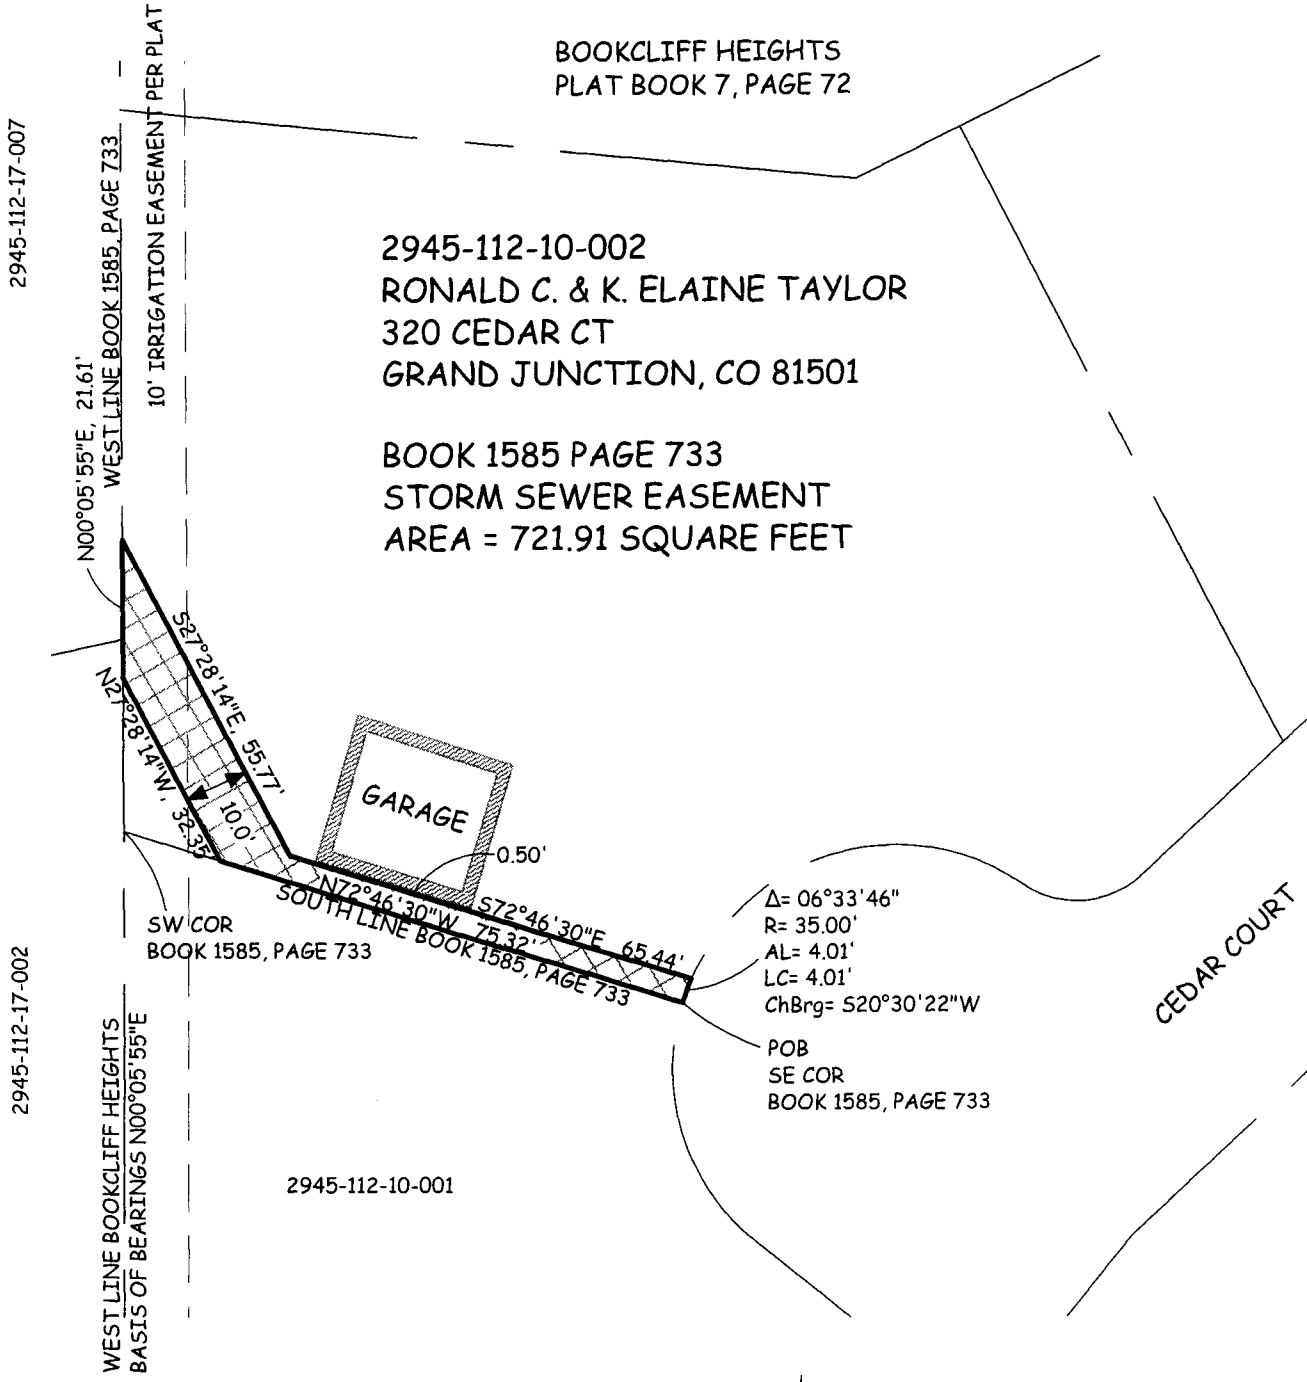 BOOKCLIFF HEIGHTS
PLAT BOOK 7, PAGE 72
2945-112-17-007
WEST LINE BOOK 1585, PAGE 733
10' IRRIGATION EASEMENT PER PLAT
N00°05'55"E, 21.61'
2945-112-10-002
RONALD C. & K. ELAINE TAYLOR
320 CEDAR CT
GRAND JUNCTION, CO 81501
BOOK 1585 PAGE 733
STORM SEWER EASEMENT
AREA = 721.91 SQUARE FEET
S27°28'14"E, 55.77'
N27°28'14"W, 32.35'
10.0'
GARAGE
0.50'
N72°46'30"W 75.32'
S72°46'30"E 65.44'
SOUTH LINE BOOK 1585, PAGE 733
SW COR
BOOK 1585, PAGE 733
Δ= 06°33'46"
R= 35.00'
AL= 4.01'
LC= 4.01'
ChBrg= S20°30'22"W
POB
SE COR
BOOK 1585, PAGE 733
CEDAR COURT
2945-112-17-002
WEST LINE BOOKCLIFF HEIGHTS
BASIS OF BEARINGS N00°05'55"E
2945-112-10-001